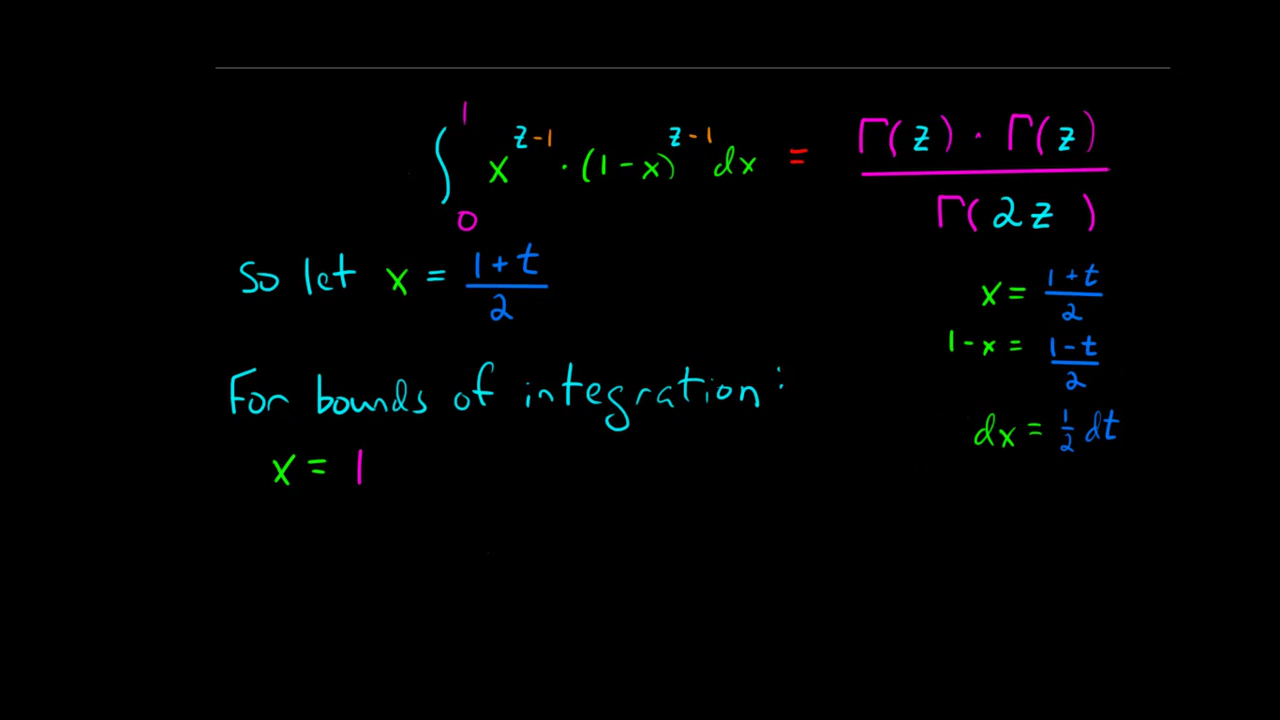 ∫₀¹ x^(z-1) · (1-x)^(z-1) dx = Γ(z) · Γ(z) / Γ(2z)
So let x = (1+t)/2
x = (1+t)/2
1-x = (1-t)/2
For bounds of integration:
dx = 1/2 dt
x = 1